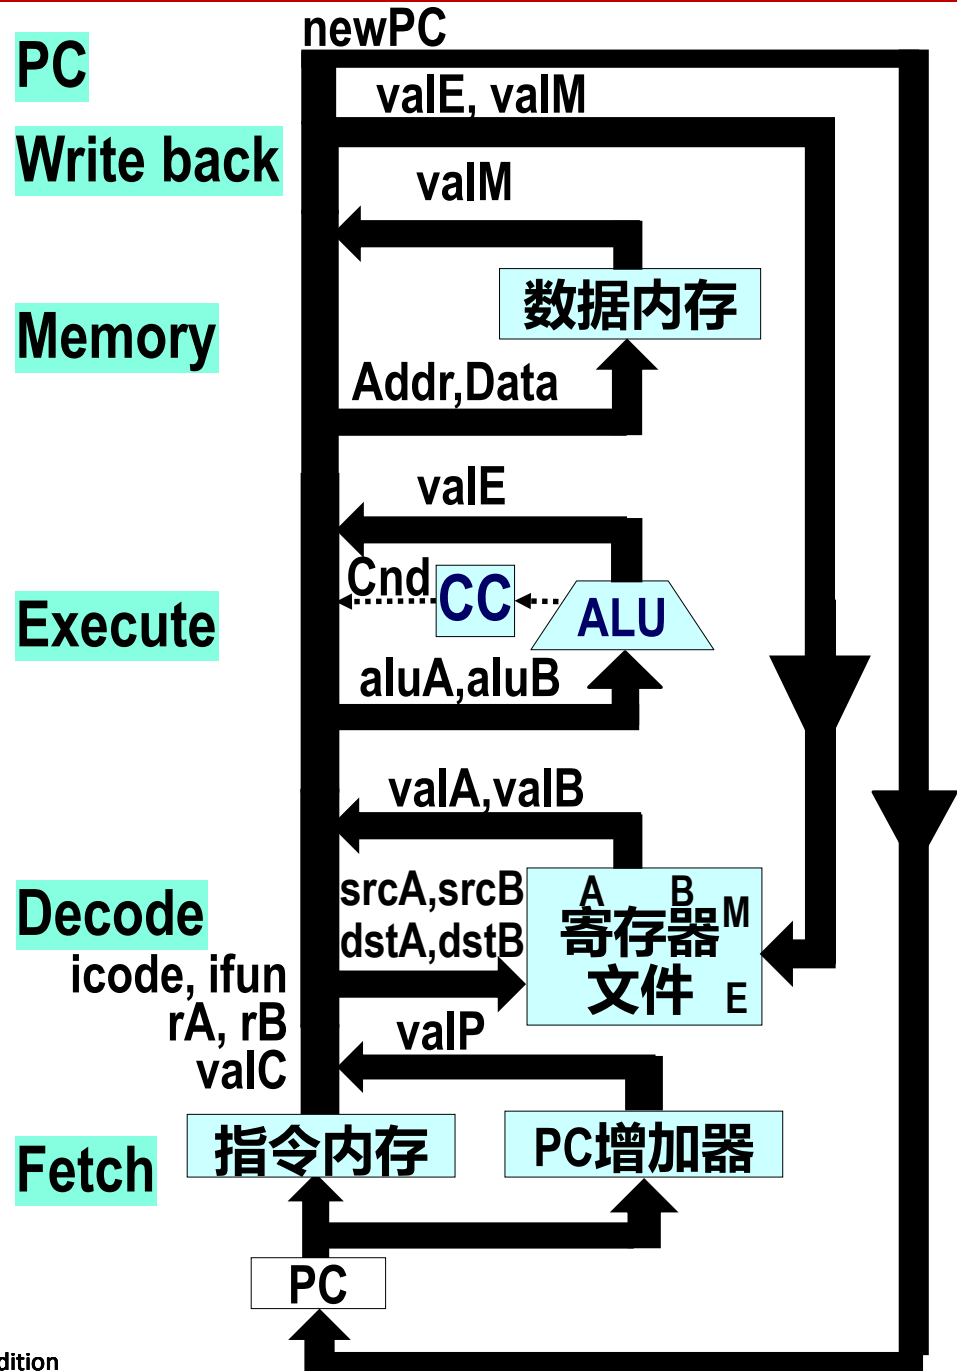 newPC
PC
valE, valM
Write back
valM
数据内存
Memory
Addr,Data
valE
Cnd
CC
ALU
Execute
aluA,aluB
valA,valB
srcA,srcB
dstA,dstB
A B
M
寄存器
文件
E
Decode
icode, ifun
rA, rB
valC
valP
指令内存
PC增加器
Fetch
PC
dition